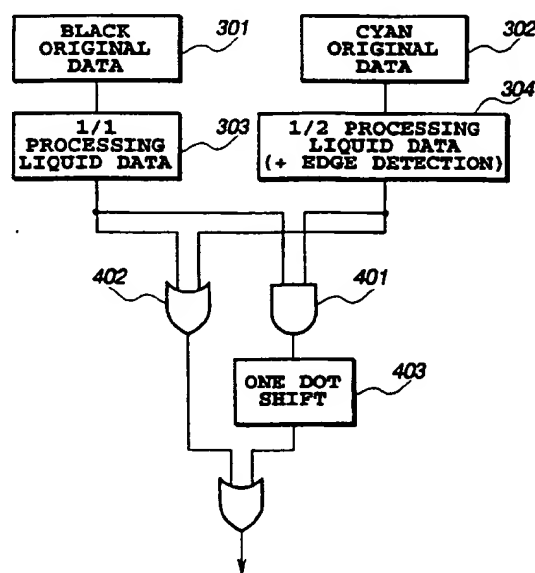 BLACK
ORIGINAL
DATA
301
CYAN
ORIGINAL
DATA
302
1/1
PROCESSING
LIQUID DATA
303
1/2 PROCESSING
LIQUID DATA
(+ EDGE DETECTION)
304
402
401
ONE DOT
SHIFT
403